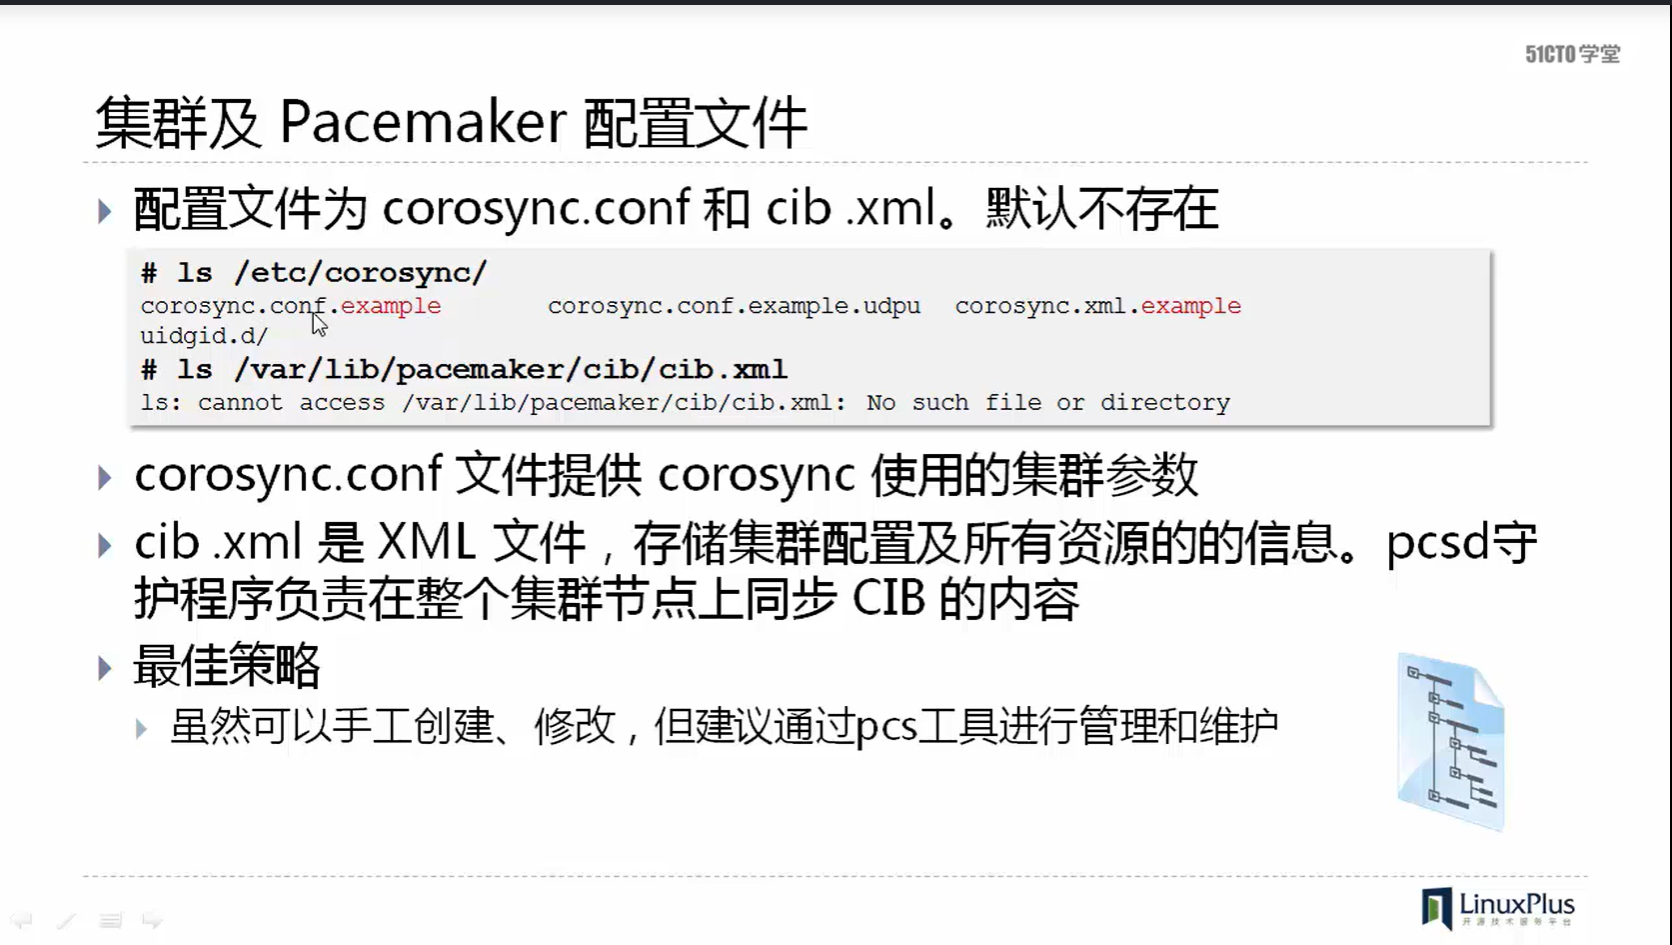 51CTO学堂
集群及 Pacemaker 配置文件
配置文件为 corosync.conf 和 cib .xml。默认不存在
# ls /etc/corosync/
corosync.conf.example corosync.conf.example.udpu corosync.xml.example
uidgid.d/
# ls /var/lib/pacemaker/cib/cib.xml
ls: cannot access /var/lib/pacemaker/cib/cib.xml: No such file or directory
corosync.conf 文件提供 corosync 使用的集群参数
cib .xml 是 XML 文件，存储集群配置及所有资源的的信息。pcsd守
护程序负责在整个集群节点上同步 CIB 的内容
最佳策略
虽然可以手工创建、修改，但建议通过pcs工具进行管理和维护
LinuxPlus
开源技术服务平台